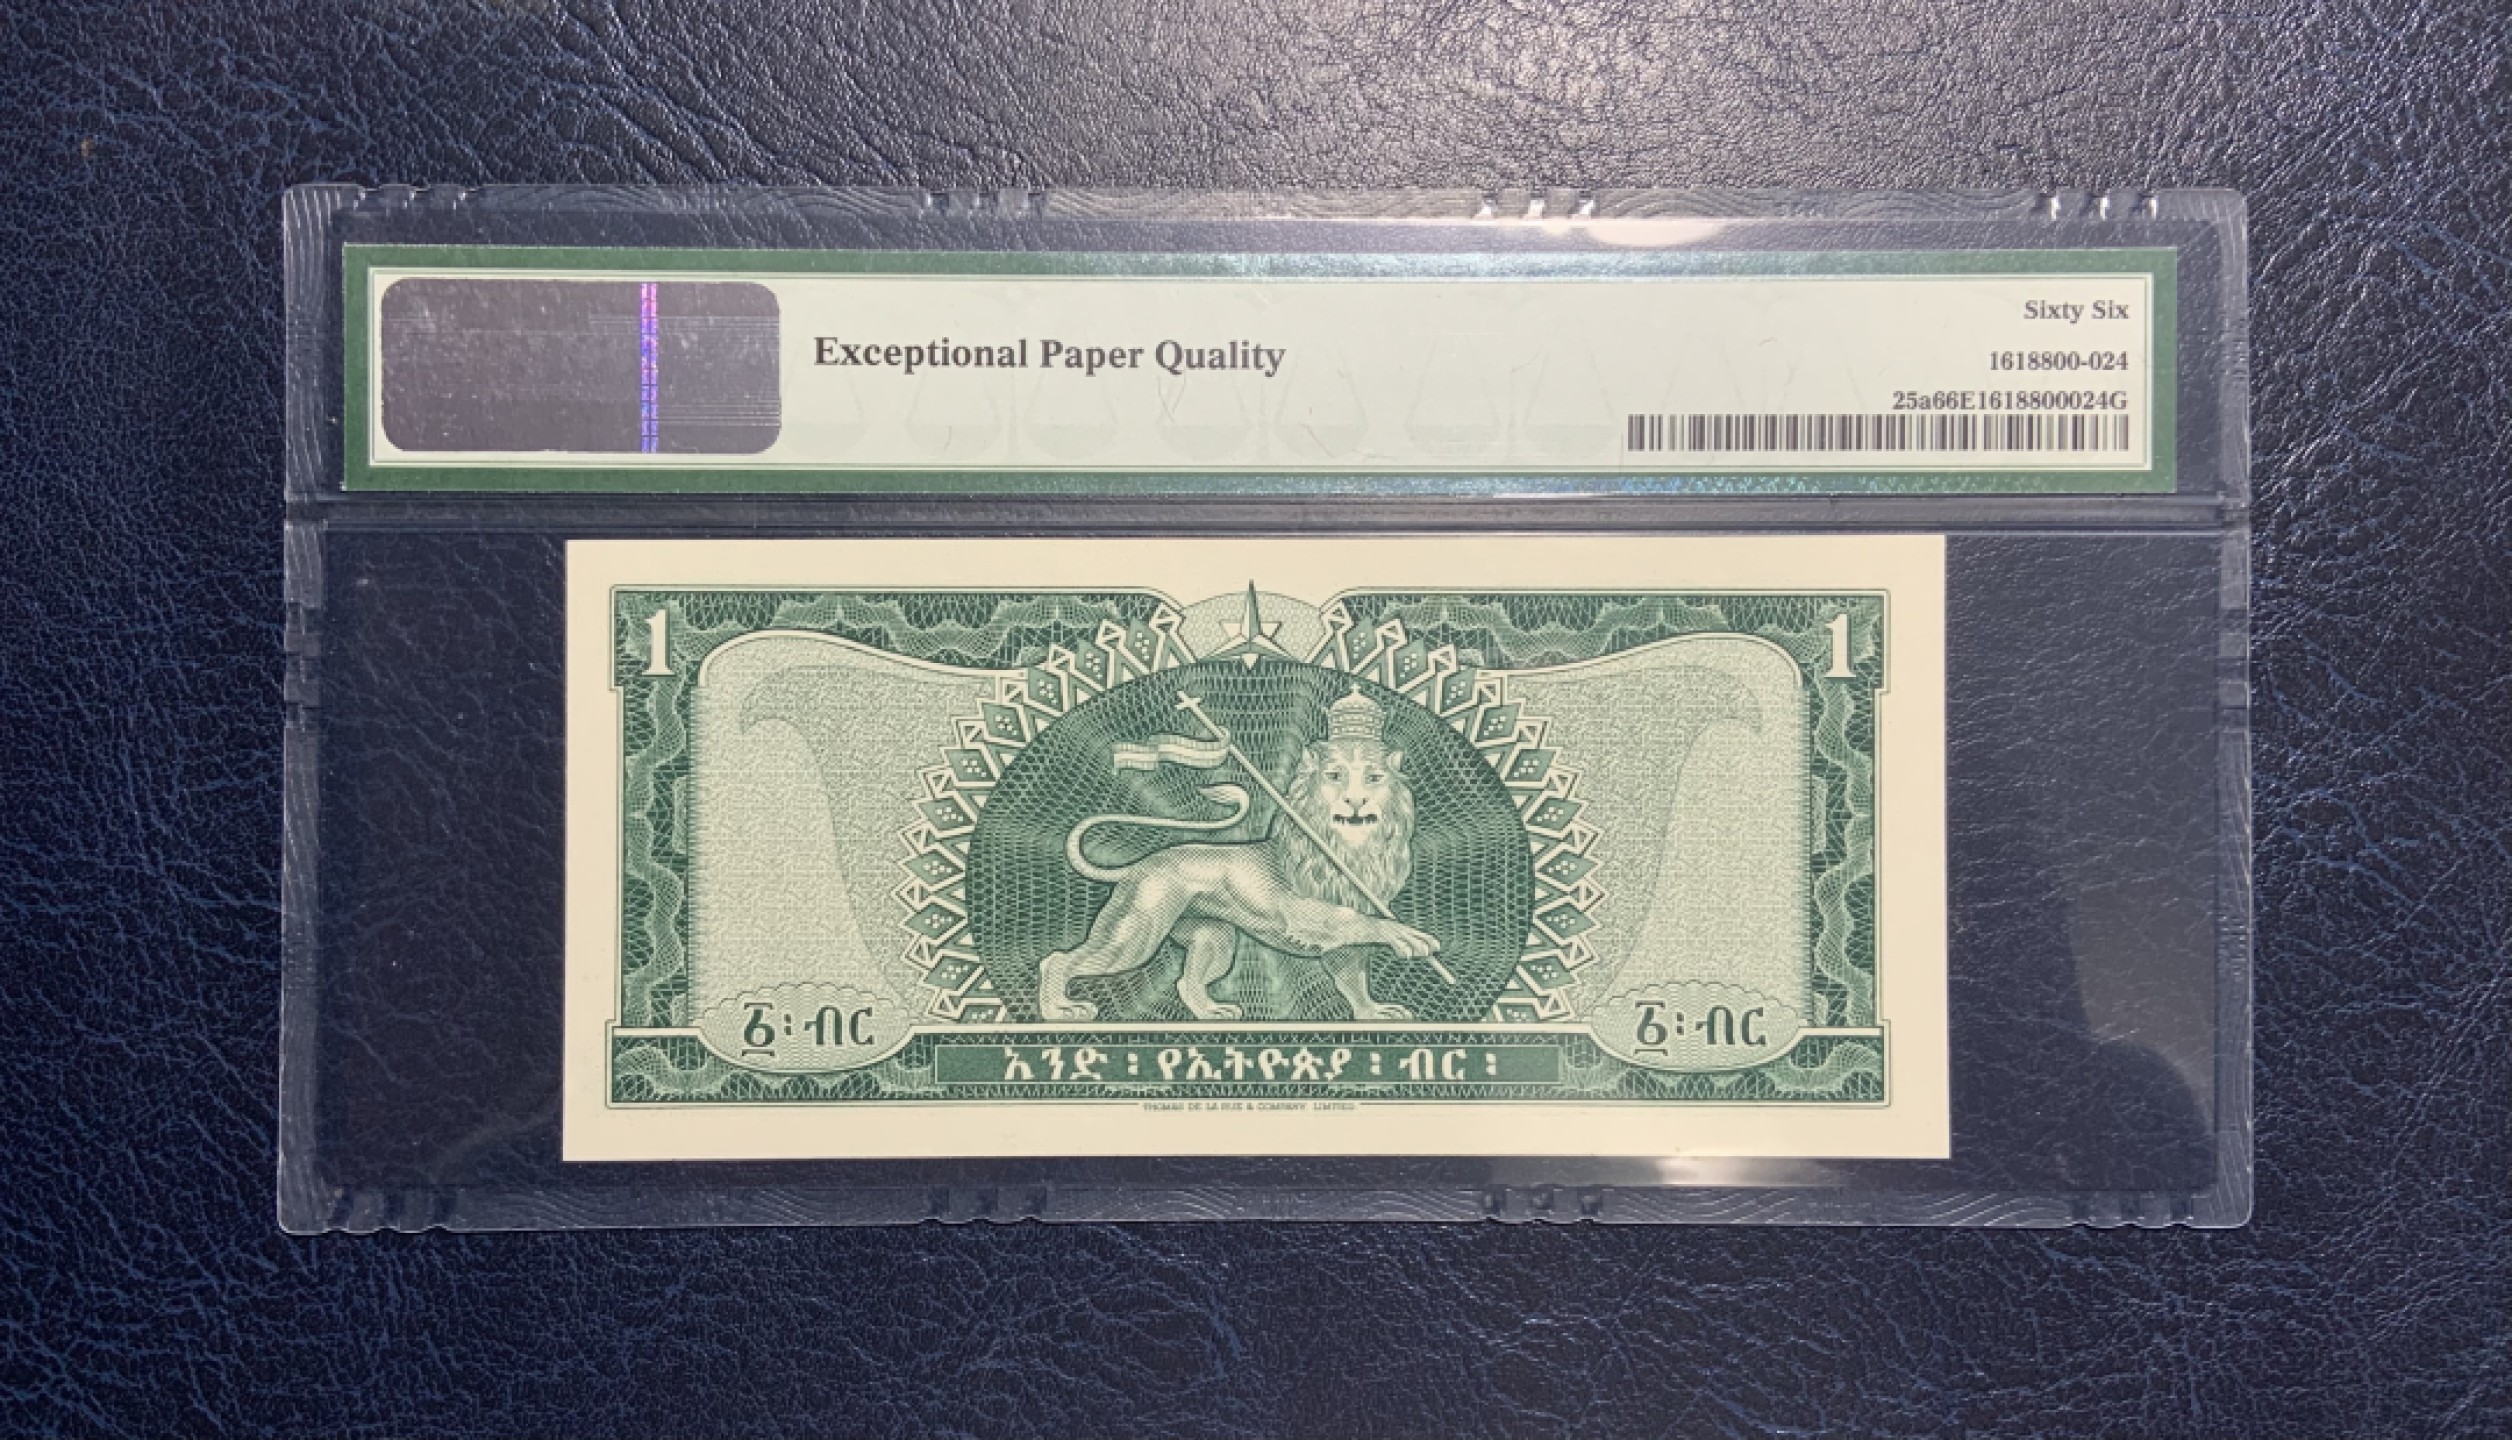 Exceptional Paper Quality
Sixty Six
1618800-024
25a66E1618800024G
1
1
፩፡ብር
፩፡ብር
አንድ ፡ የኢትዮጵያ ፡ ብር ፡
THOMAS DE LA RUE & COMPANY, LIMITED.